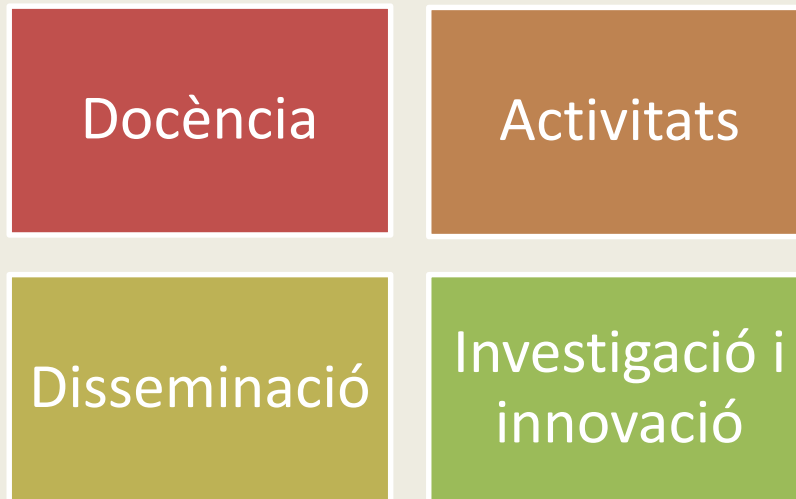 Docència
Activitats
Disseminació
Investigació i
innovació